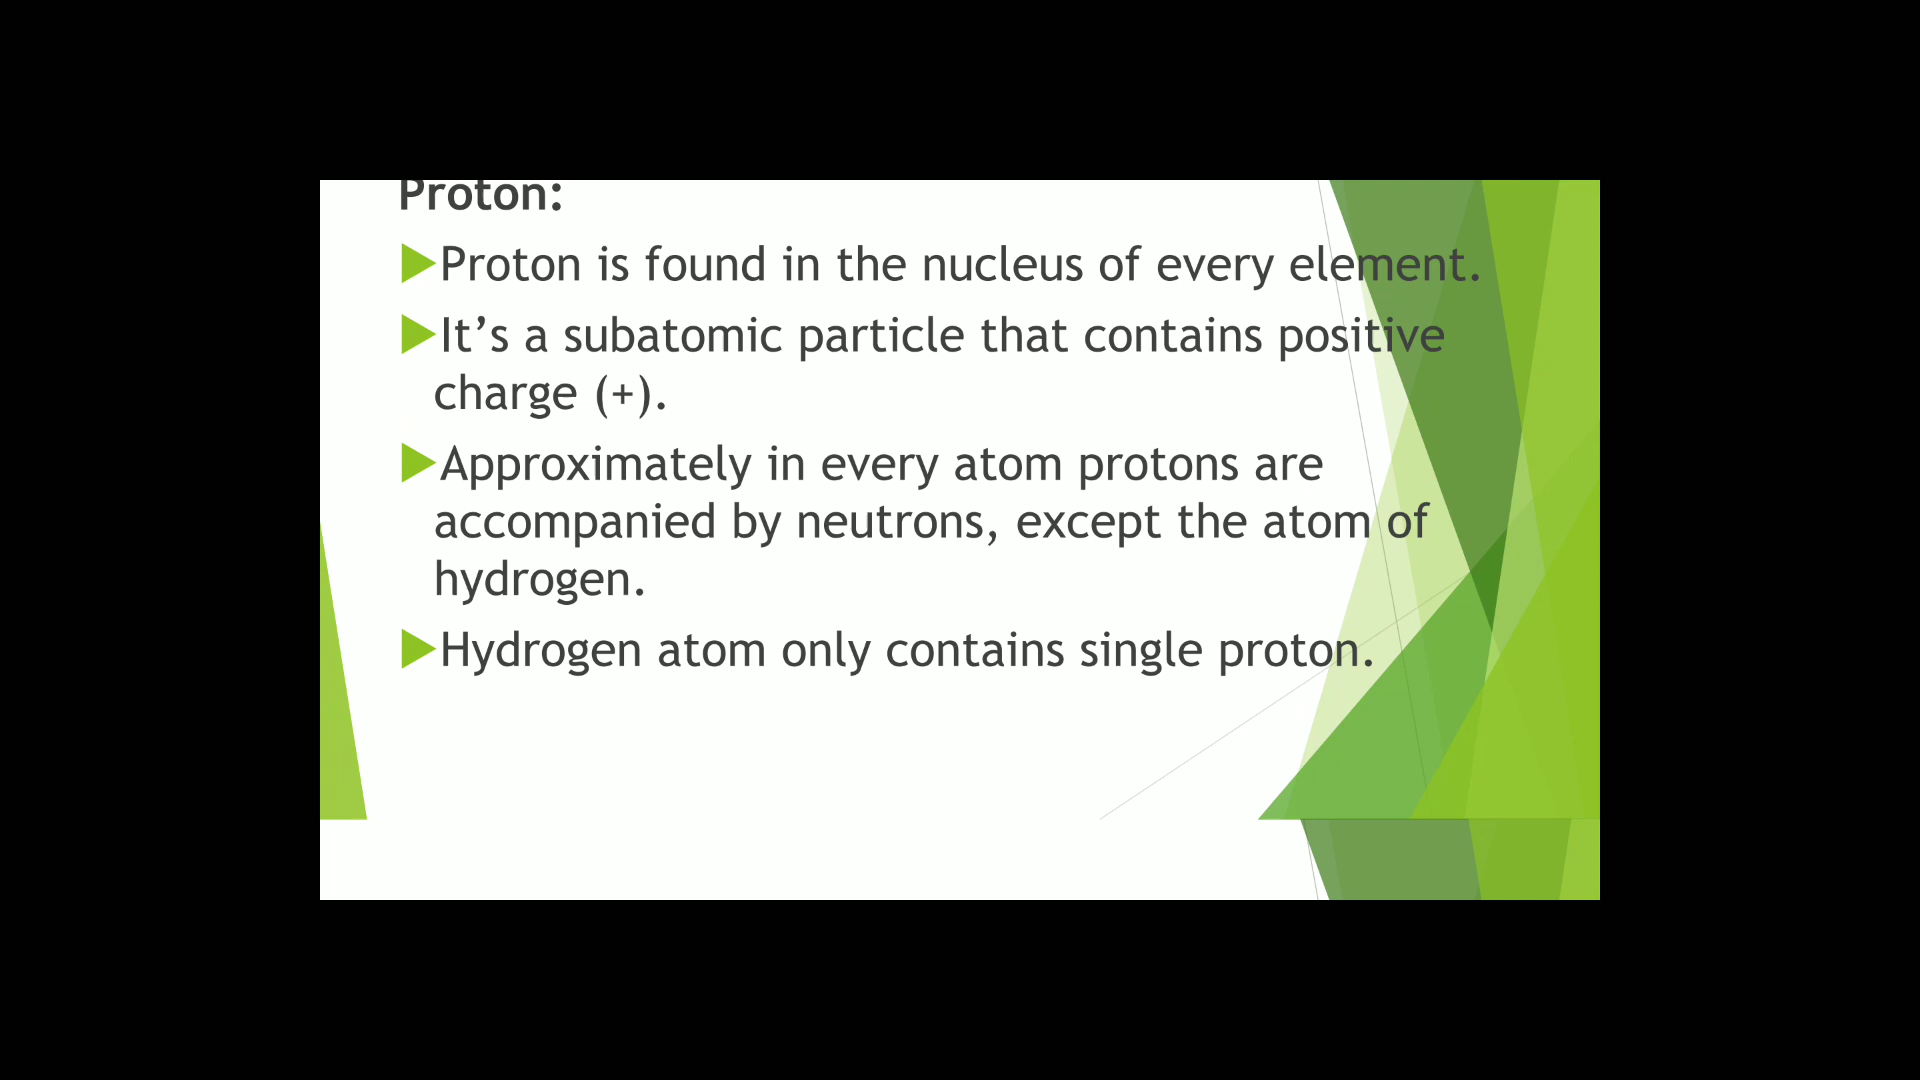 Proton:
Proton is found in the nucleus of every element.
It’s a subatomic particle that contains positive
charge (+).
Approximately in every atom protons are
accompanied by neutrons, except the atom of
hydrogen.
Hydrogen atom only contains single proton.